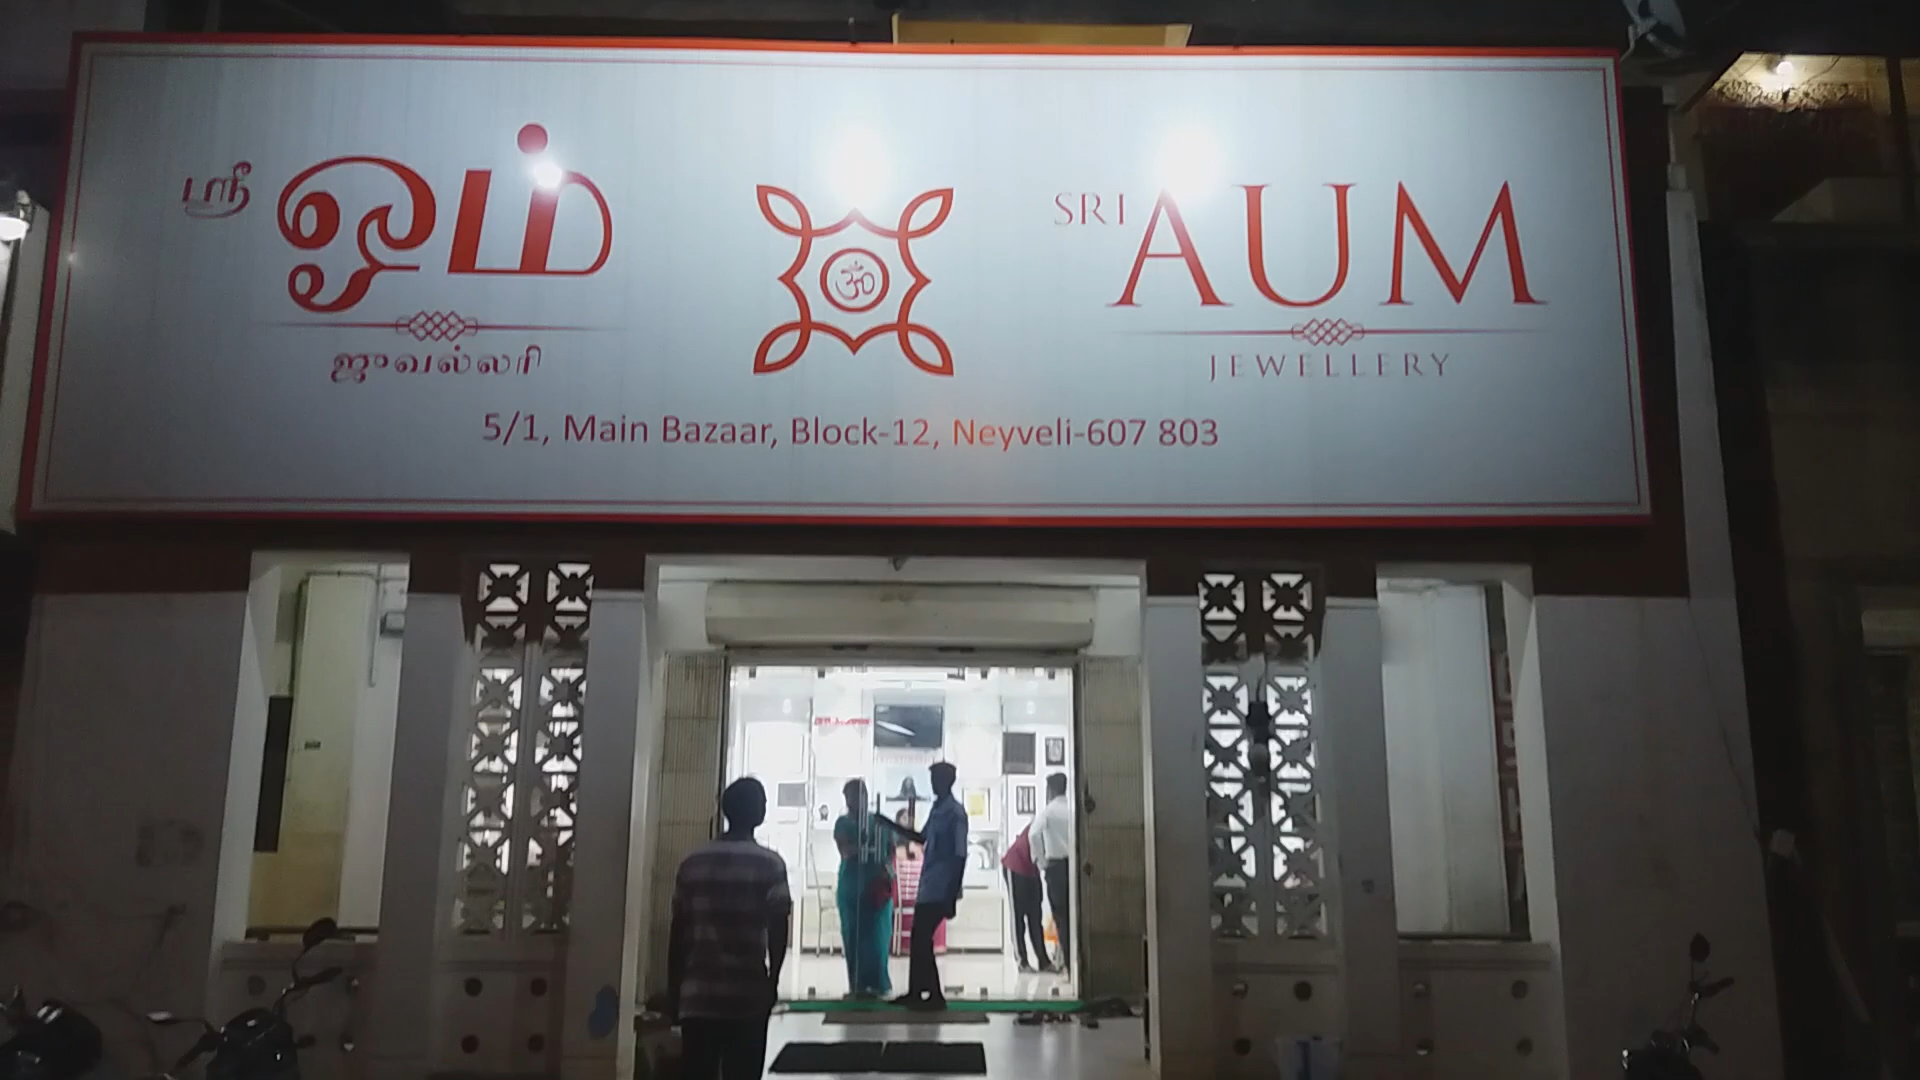 ஸ்ரீ ஓம்
ஜுவல்லரி
ॐ
SRI AUM
JEWELLERY
5/1, Main Bazaar, Block-12, Neyveli-607 803